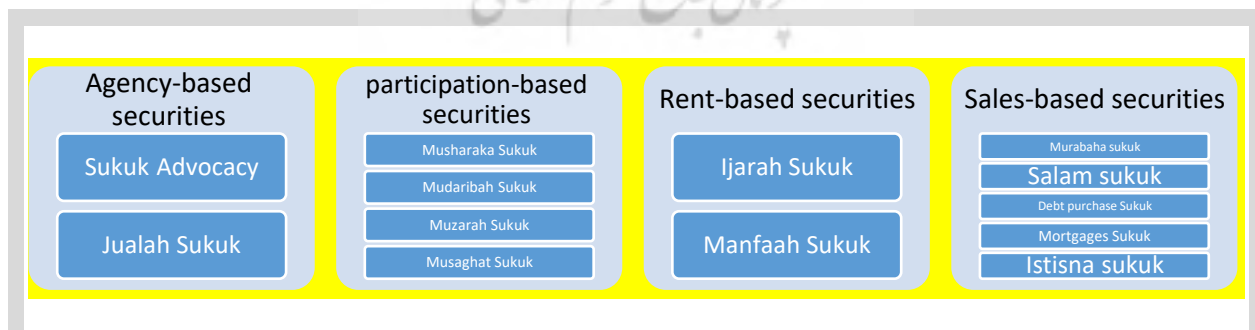 Agency-based
securities
Sukuk Advocacy
Jualah Sukuk
participation-based
securities
Musharaka Sukuk
Mudaribah Sukuk
Muzarah Sukuk
Musaghat Sukuk
Rent-based securities
Ijarah Sukuk
Manfaah Sukuk
Sales-based securities
Murabaha sukuk
Salam sukuk
Debt purchase Sukuk
Mortgages Sukuk
Istisna sukuk